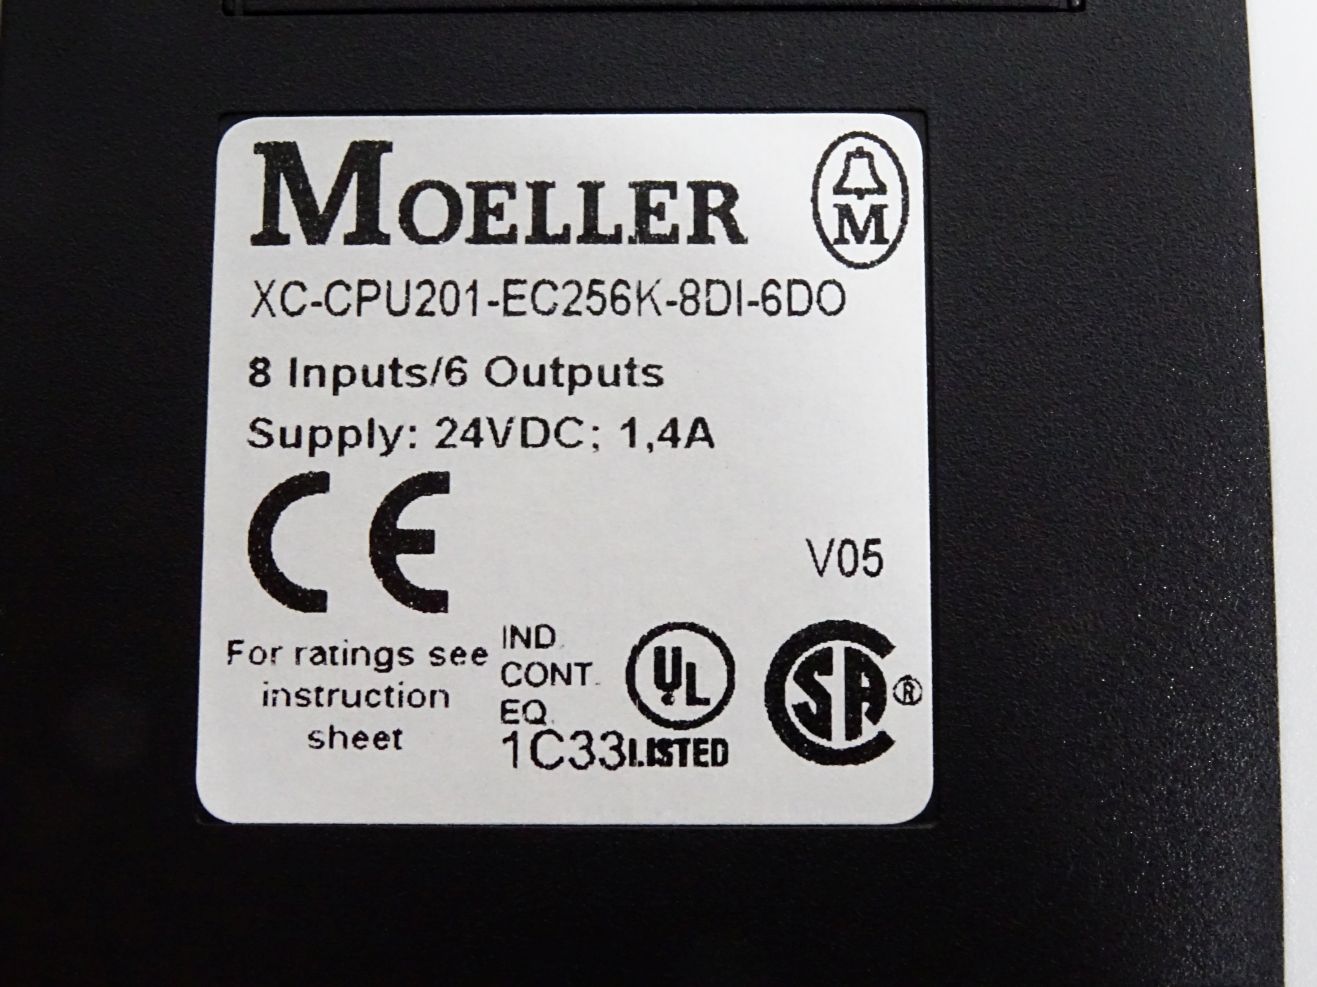 MOELLER
M
XC-CPU201-EC256K-8DI-6DO
8 Inputs/6 Outputs
Supply: 24VDC; 1,4A
CE
V05
For ratings see
instruction
sheet
IND.
CONT.
EQ.
1C33
UL
LISTED
SA
®